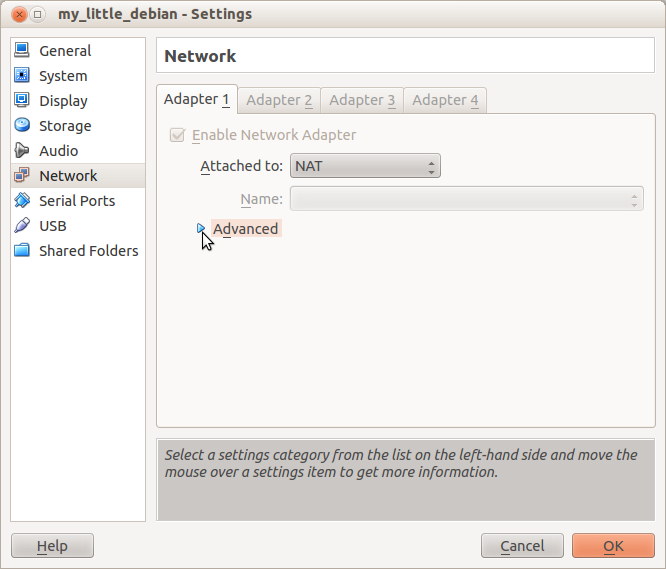 my_little_debian - Settings
General
System
Display
Storage
Audio
Network
Serial Ports
USB
Shared Folders
Network
Adapter 1 Adapter 2 Adapter 3 Adapter 4
Enable Network Adapter
Attached to: NAT
Name:
Advanced
Select a settings category from the list on the left-hand side and move the
mouse over a settings item to get more information.
Help Cancel OK